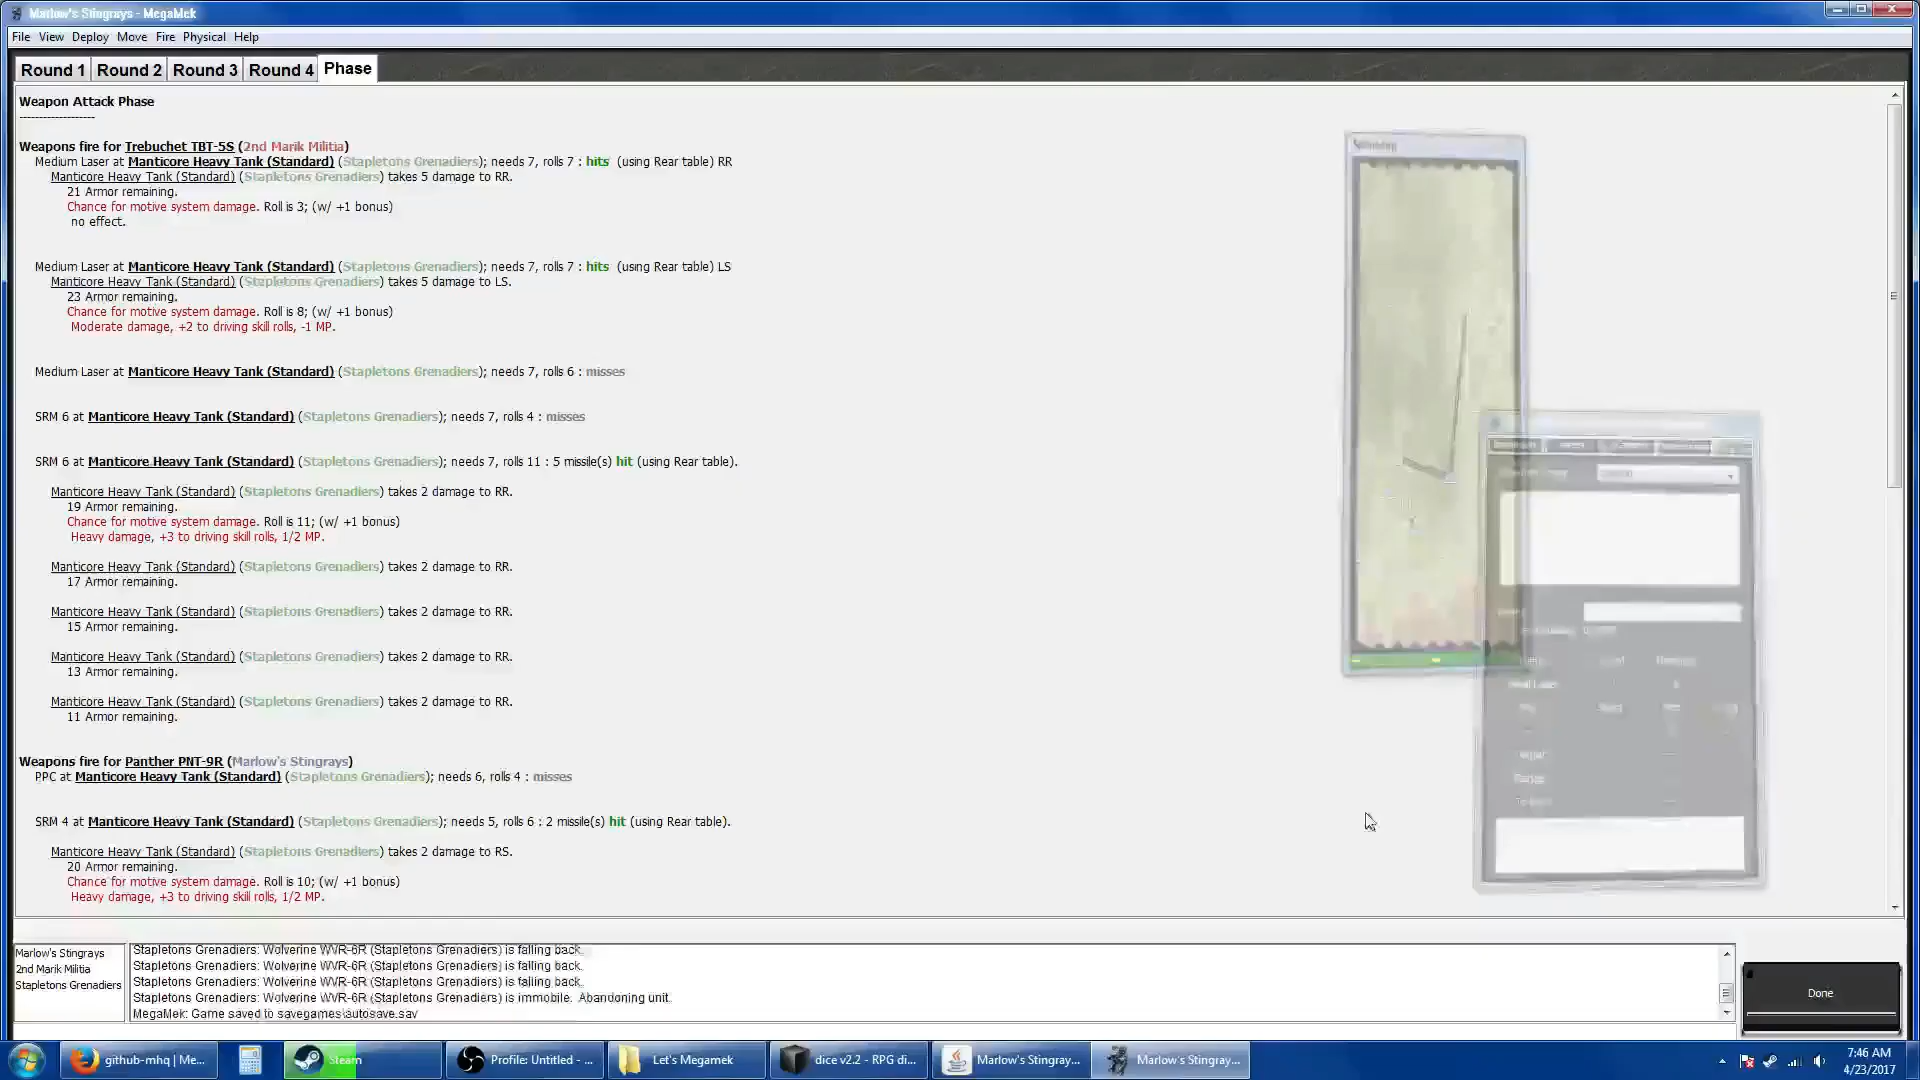 Marlow's Stingrays - MegaMek
File View Deploy Move Fire Physical Help
Round 1 Round 2 Round 3 Round 4 Phase
Weapon Attack Phase
-------------------
Weapons fire for Trebuchet TBT-5S (2nd Marik Militia)
Medium Laser at Manticore Heavy Tank (Standard) (Stapletons Grenadiers); needs 7, rolls 7 : hits (using Rear table) RR
Manticore Heavy Tank (Standard) (Stapletons Grenadiers) takes 5 damage to RR.
21 Armor remaining.
Chance for motive system damage. Roll is 3; (w/ +1 bonus)
no effect.
Medium Laser at Manticore Heavy Tank (Standard) (Stapletons Grenadiers); needs 7, rolls 7 : hits (using Rear table) LS
Manticore Heavy Tank (Standard) (Stapletons Grenadiers) takes 5 damage to LS.
23 Armor remaining.
Chance for motive system damage. Roll is 8; (w/ +1 bonus)
Moderate damage, +2 to driving skill rolls, -1 MP.
Medium Laser at Manticore Heavy Tank (Standard) (Stapletons Grenadiers); needs 7, rolls 6 : misses
SRM 6 at Manticore Heavy Tank (Standard) (Stapletons Grenadiers); needs 7, rolls 4 : misses
SRM 6 at Manticore Heavy Tank (Standard) (Stapletons Grenadiers); needs 7, rolls 11 : 5 missile(s) hit (using Rear table).
Manticore Heavy Tank (Standard) (Stapletons Grenadiers) takes 2 damage to RR.
19 Armor remaining.
Chance for motive system damage. Roll is 11; (w/ +1 bonus)
Heavy damage, +3 to driving skill rolls, 1/2 MP.
Manticore Heavy Tank (Standard) (Stapletons Grenadiers) takes 2 damage to RR.
17 Armor remaining.
Manticore Heavy Tank (Standard) (Stapletons Grenadiers) takes 2 damage to RR.
15 Armor remaining.
Manticore Heavy Tank (Standard) (Stapletons Grenadiers) takes 2 damage to RR.
13 Armor remaining.
Manticore Heavy Tank (Standard) (Stapletons Grenadiers) takes 2 damage to RR.
11 Armor remaining.
Weapons fire for Panther PNT-9R (Marlow's Stingrays)
PPC at Manticore Heavy Tank (Standard) (Stapletons Grenadiers); needs 6, rolls 4 : misses
SRM 4 at Manticore Heavy Tank (Standard) (Stapletons Grenadiers); needs 5, rolls 6 : 2 missile(s) hit (using Rear table).
Manticore Heavy Tank (Standard) (Stapletons Grenadiers) takes 2 damage to RS.
20 Armor remaining.
Chance for motive system damage. Roll is 10; (w/ +1 bonus)
Heavy damage, +3 to driving skill rolls, 1/2 MP.
Marlow's Stingrays
2nd Marik Militia
Stapletons Grenadiers
Stapletons Grenadiers: Wolverine WVR-6R (Stapletons Grenadiers) is falling back.
Stapletons Grenadiers: Wolverine WVR-6R (Stapletons Grenadiers) is falling back.
Stapletons Grenadiers: Wolverine WVR-6R (Stapletons Grenadiers) is falling back.
Stapletons Grenadiers: Wolverine WVR-6R (Stapletons Grenadiers) is immobile. Abandoning unit.
MegaMek: Game saved to savegames\autosave.sav
Done
github-mhq | Me... Steam Profile: Untitled - ... Let's Megamek dice v2.2 - RPG di... Marlow's Stingray... Marlow's Stingray...
7:46 AM
4/23/2017